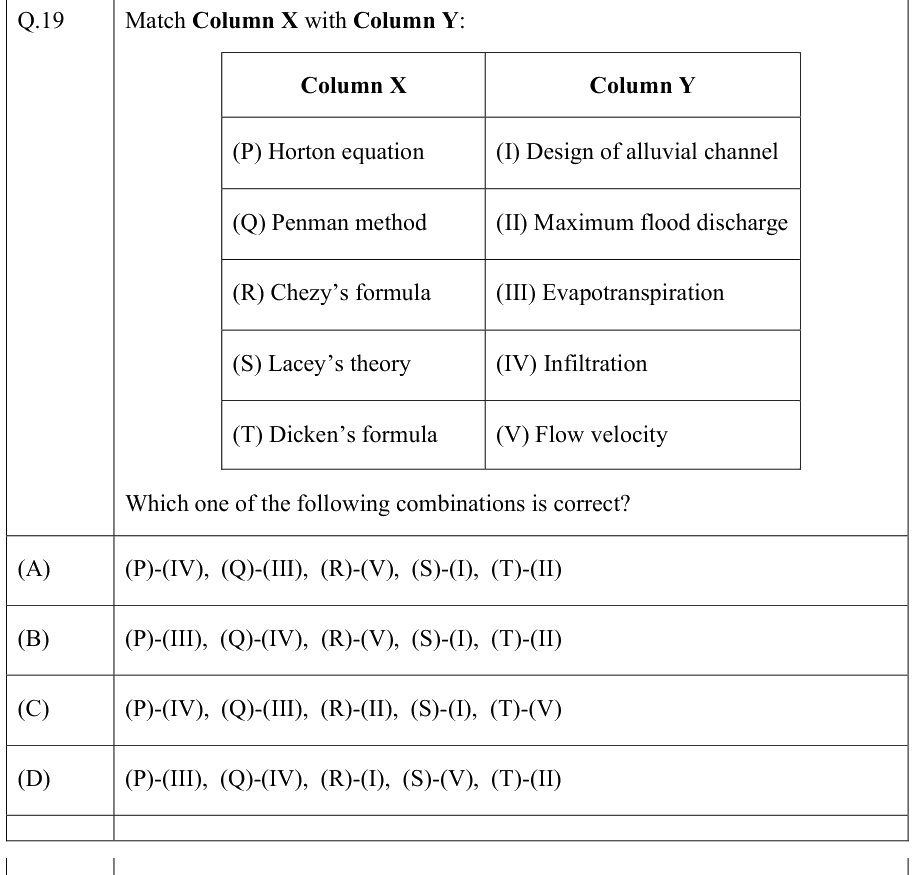 Q.19 Match Column X with Column Y:
Column X Column Y
(P) Horton equation (I) Design of alluvial channel
(Q) Penman method (II) Maximum flood discharge
(R) Chezy’s formula (III) Evapotranspiration
(S) Lacey’s theory (IV) Infiltration
(T) Dicken’s formula (V) Flow velocity
Which one of the following combinations is correct?
(A) (P)-(IV), (Q)-(III), (R)-(V), (S)-(I), (T)-(II)
(B) (P)-(III), (Q)-(IV), (R)-(V), (S)-(I), (T)-(II)
(C) (P)-(IV), (Q)-(III), (R)-(II), (S)-(I), (T)-(V)
(D) (P)-(III), (Q)-(IV), (R)-(I), (S)-(V), (T)-(II)